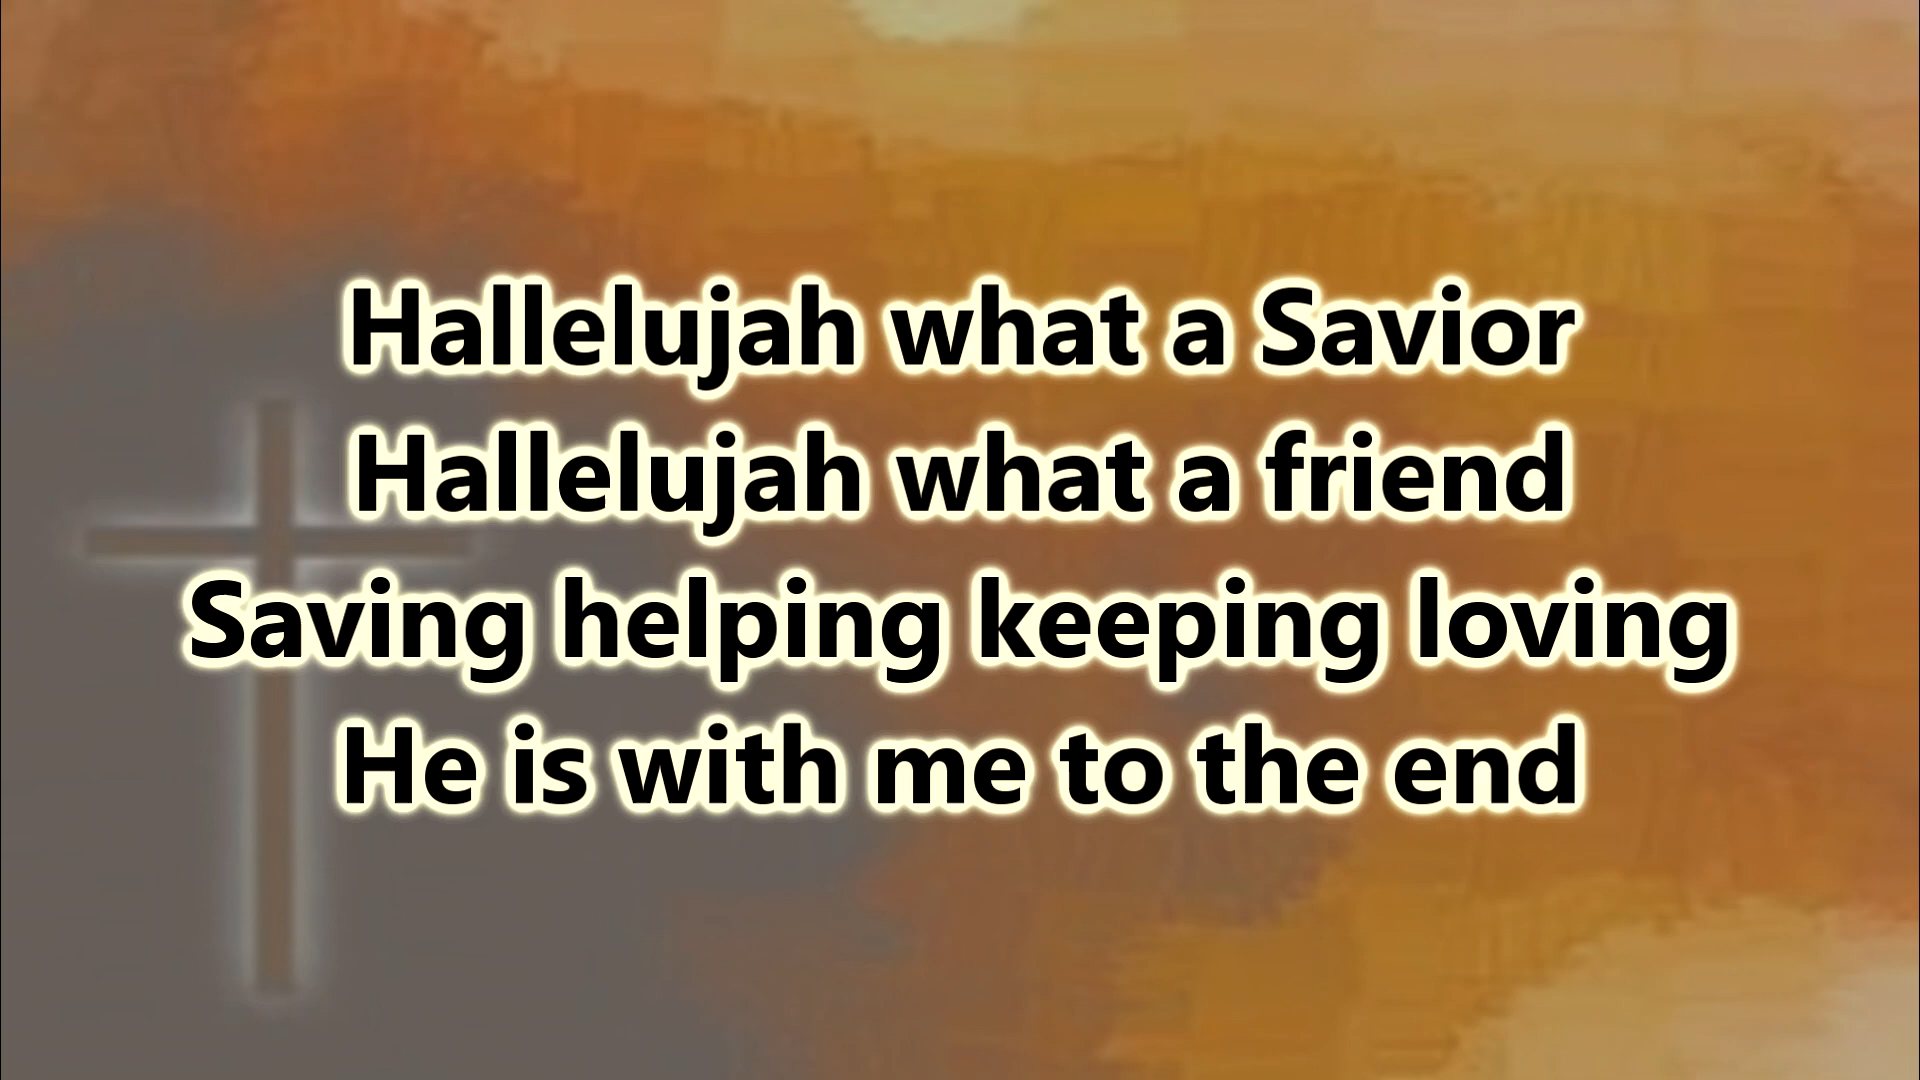 Hallelujah what a Savior
Hallelujah what a friend
Saving helping keeping loving
He is with me to the end